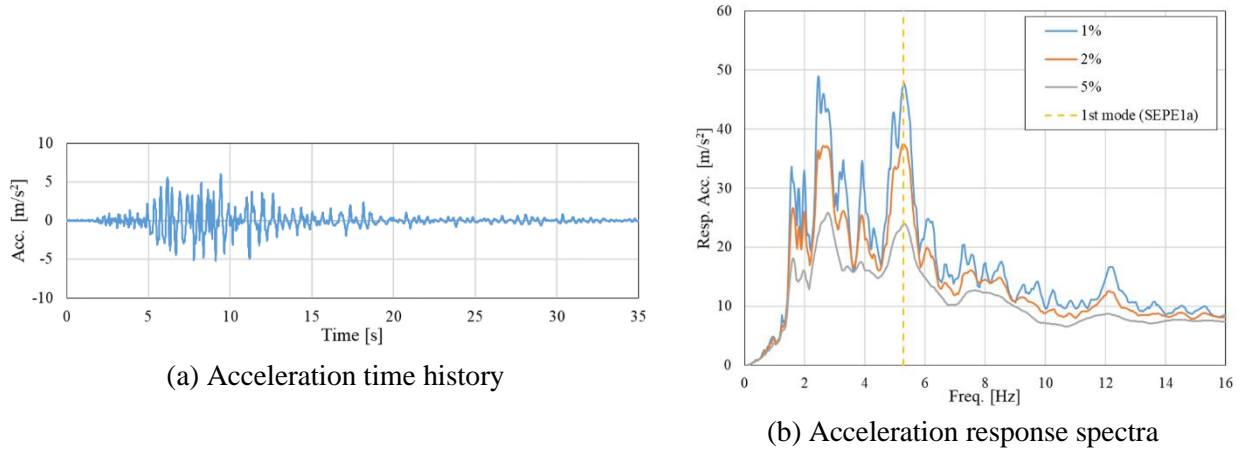 10
5
0
-5
-10
Acc. [m/s²]
0 5 10 15 20 25 30 35
Time [s]
(a) Acceleration time history
60
50
40
30
20
10
0
Resp. Acc. [m/s²]
1%
2%
5%
1st mode (SEPE1a)
0 2 4 6 8 10 12 14 16
Freq. [Hz]
(b) Acceleration response spectra